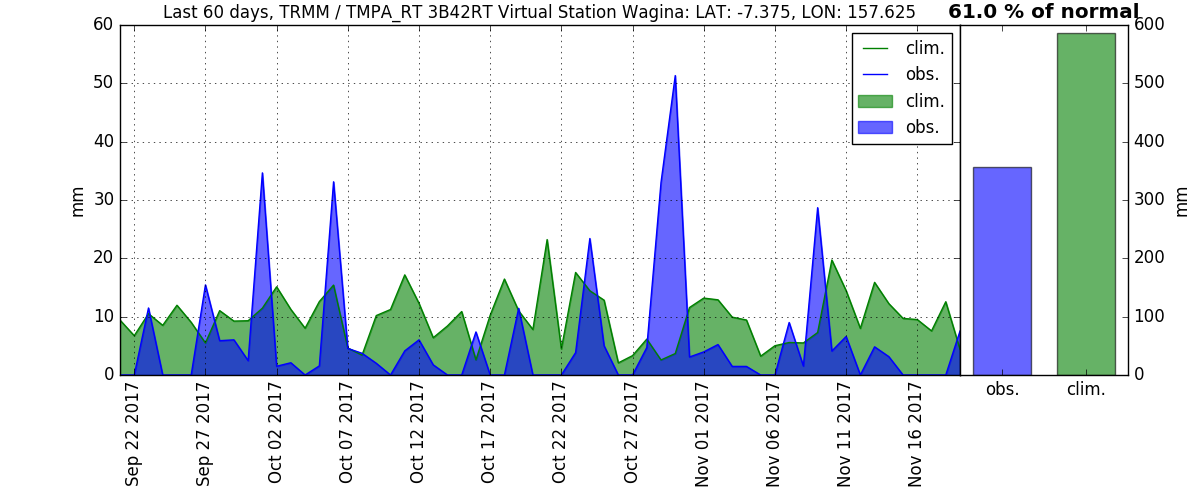 Last 60 days, TRMM / TMPA_RT 3B42RT Virtual Station Wagina: LAT: -7.375, LON: 157.625
61.0 % of normal
60
50
40
30
20
10
0
mm
clim.
obs.
clim.
obs.
600
500
400
300
200
100
0
mm
Sep 22 2017
Sep 27 2017
Oct 02 2017
Oct 07 2017
Oct 12 2017
Oct 17 2017
Oct 22 2017
Oct 27 2017
Nov 01 2017
Nov 06 2017
Nov 11 2017
Nov 16 2017
obs.
clim.